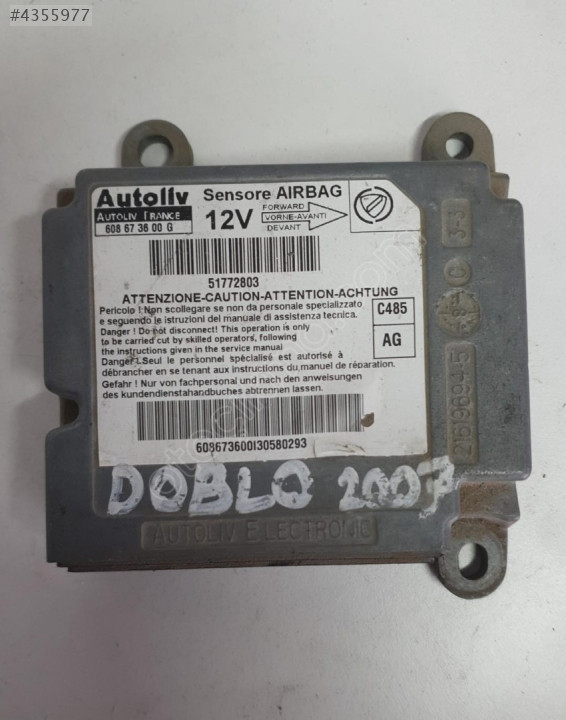 #4355977
Autoliv
AUTOLIV FRANCE
608 67 36 00 G
Sensore AIRBAG
12V
FORWARD
VORNE-AVANTI
DEVANT
51772803
ATTENZIONE-CAUTION-ATTENTION-ACHTUNG
Pericolo ! Non scollegare se non da personale specializzato
e seguendo le istruzioni del manuale di assistenza tecnica.
Danger ! Do not disconnect! This operation is only
to be carried cut by skilled operators, following
the instructions given in the service manual
Danger ! Seul le personnel spécialisé est autorisé à
débrancher en se tenant aux instructions du manuel de réparation.
Gefahr ! Nur von fachpersonal und nach den anweisungen
des kundendienstahandbuches abtrennen lassen.
C485
AG
608673600130580293
DOBLO 2007
AUTOLIV ELECTRONIC
3-3